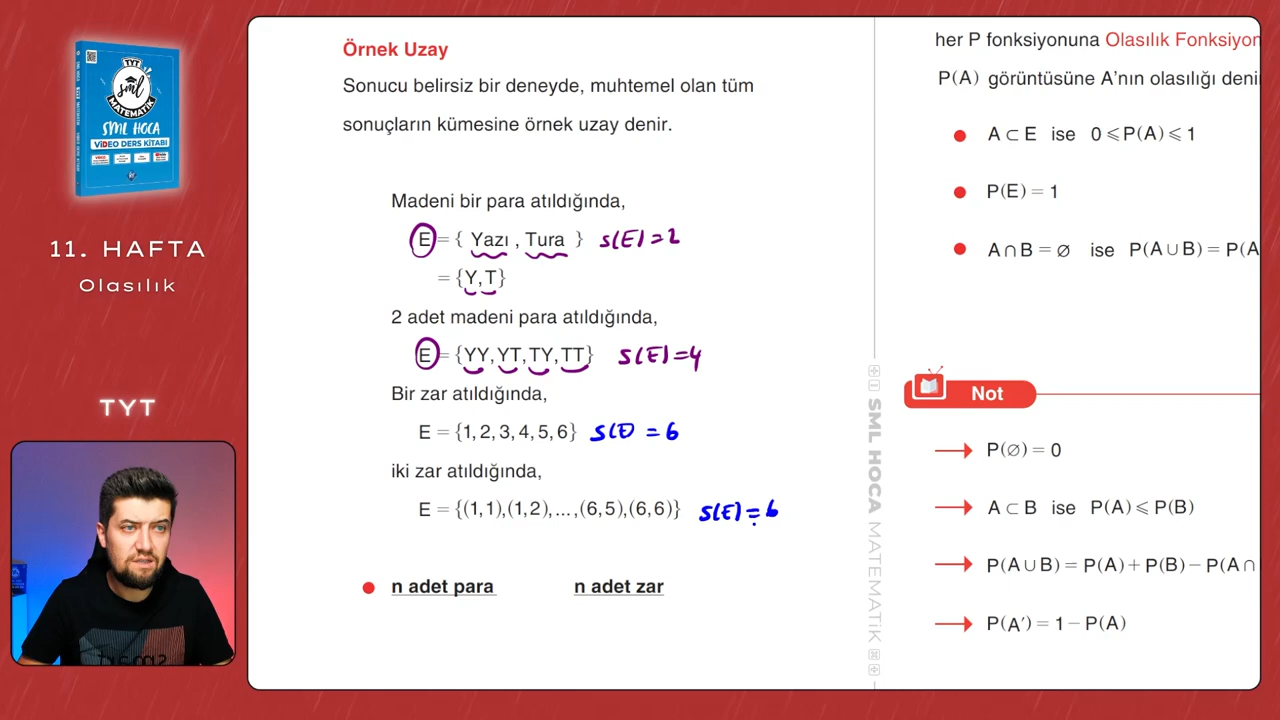 TYT
sml
MATEMATİK
SML HOCA
VİDEO DERS KİTABI
11. HAFTA
Olasılık
TYT
Örnek Uzay
Sonucu belirsiz bir deneyde, muhtemel olan tüm
sonuçların kümesine örnek uzay denir.
Madeni bir para atıldığında,
E = { Yazı , Tura } s(E)=2
= {Y,T}
2 adet madeni para atıldığında,
E = {YY, YT, TY, TT} s(E)=4
Bir zar atıldığında,
E = {1, 2, 3, 4, 5, 6} s(E) = 6
iki zar atıldığında,
E = {(1, 1),(1, 2), ...,(6, 5),(6, 6)} s(E)=6
n adet para n adet zar
SML HOCA MATEMATİK
her P fonksiyonuna Olasılık Fonksiyon
P(A) görüntüsüne A'nın olasılığı deni
A ⊂ E ise 0 ⩽ P(A) ⩽ 1
P(E) = 1
A ∩ B = ∅ ise P(A ∪ B) = P(A
Not
P(∅) = 0
A ⊂ B ise P(A) ⩽ P(B)
P(A ∪ B) = P(A) + P(B) − P(A ∩
P(A′) = 1 − P(A)